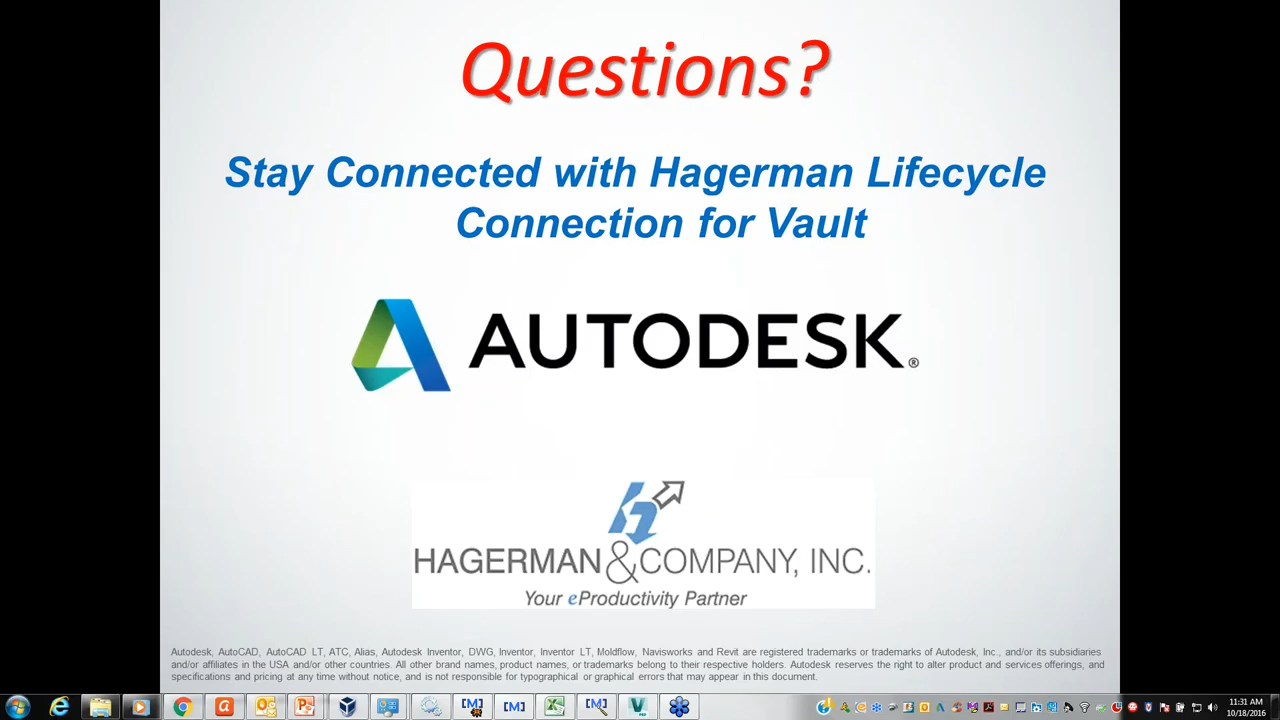 Questions?
Stay Connected with Hagerman Lifecycle
Connection for Vault
AUTODESK®
HAGERMAN & COMPANY, INC.
Your eProductivity Partner
Autodesk, AutoCAD, AutoCAD LT, ATC, Alias, Autodesk Inventor, DWG, Inventor, Inventor LT, Moldflow, Navisworks and Revit are registered trademarks or trademarks of Autodesk, Inc., and/or its subsidiaries
and/or affiliates in the USA and/or other countries. All other brand names, product names, or trademarks belong to their respective holders. Autodesk reserves the right to alter product and services offerings, and
specifications and pricing at any time without notice, and is not responsible for typographical or graphical errors that may appear in this document.
11:31 AM
10/18/2016